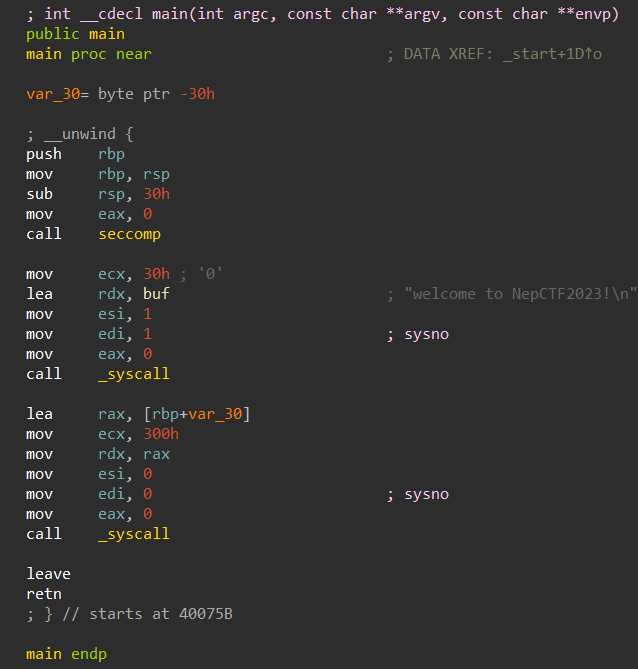 ; int __cdecl main(int argc, const char **argv, const char **envp)
public main
main proc near ; DATA XREF: _start+1D↑o
var_30= byte ptr -30h
; __unwind {
push rbp
mov rbp, rsp
sub rsp, 30h
mov eax, 0
call seccomp
mov ecx, 30h ; '0'
lea rdx, buf ; "welcome to NepCTF2023!\n"
mov esi, 1
mov edi, 1 ; sysno
mov eax, 0
call _syscall
lea rax, [rbp+var_30]
mov ecx, 300h
mov rdx, rax
mov esi, 0
mov edi, 0 ; sysno
mov eax, 0
call _syscall
leave
retn
; } // starts at 40075B
main endp